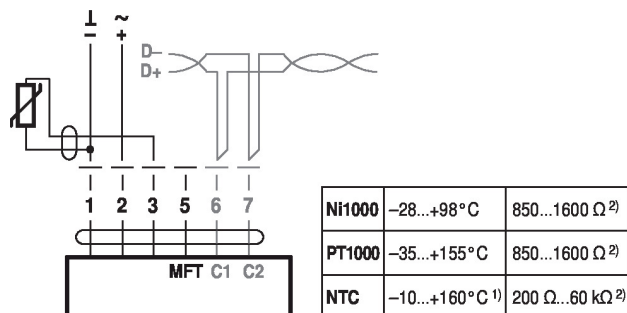 ⊥ ~
– +
D–
D+
1 2 3 5 6 7
MFT C1 C2
Ni1000 –28...+98°C 850...1600 Ω 2)
PT1000 –35...+155°C 850...1600 Ω 2)
NTC –10...+160°C 1) 200 Ω...60 kΩ 2)